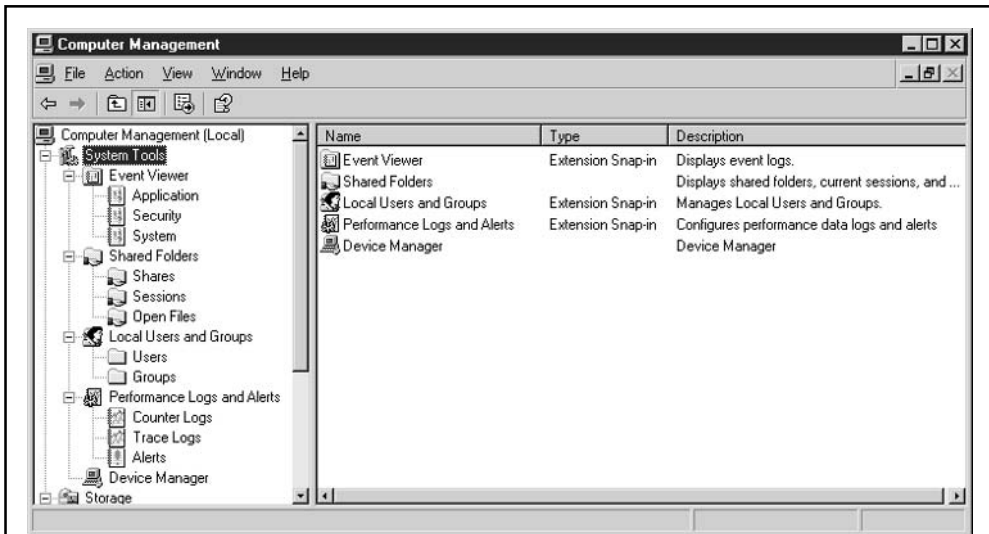 Computer Management
File Action View Window Help
Computer Management (Local)
System Tools
Event Viewer
Application
Security
System
Shared Folders
Shares
Sessions
Open Files
Local Users and Groups
Users
Groups
Performance Logs and Alerts
Counter Logs
Trace Logs
Alerts
Device Manager
Storage
Name Type Description
Event Viewer Extension Snap-in Displays event logs.
Shared Folders Displays shared folders, current sessions, and ...
Local Users and Groups Extension Snap-in Manages Local Users and Groups.
Performance Logs and Alerts Extension Snap-in Configures performance data logs and alerts
Device Manager Device Manager